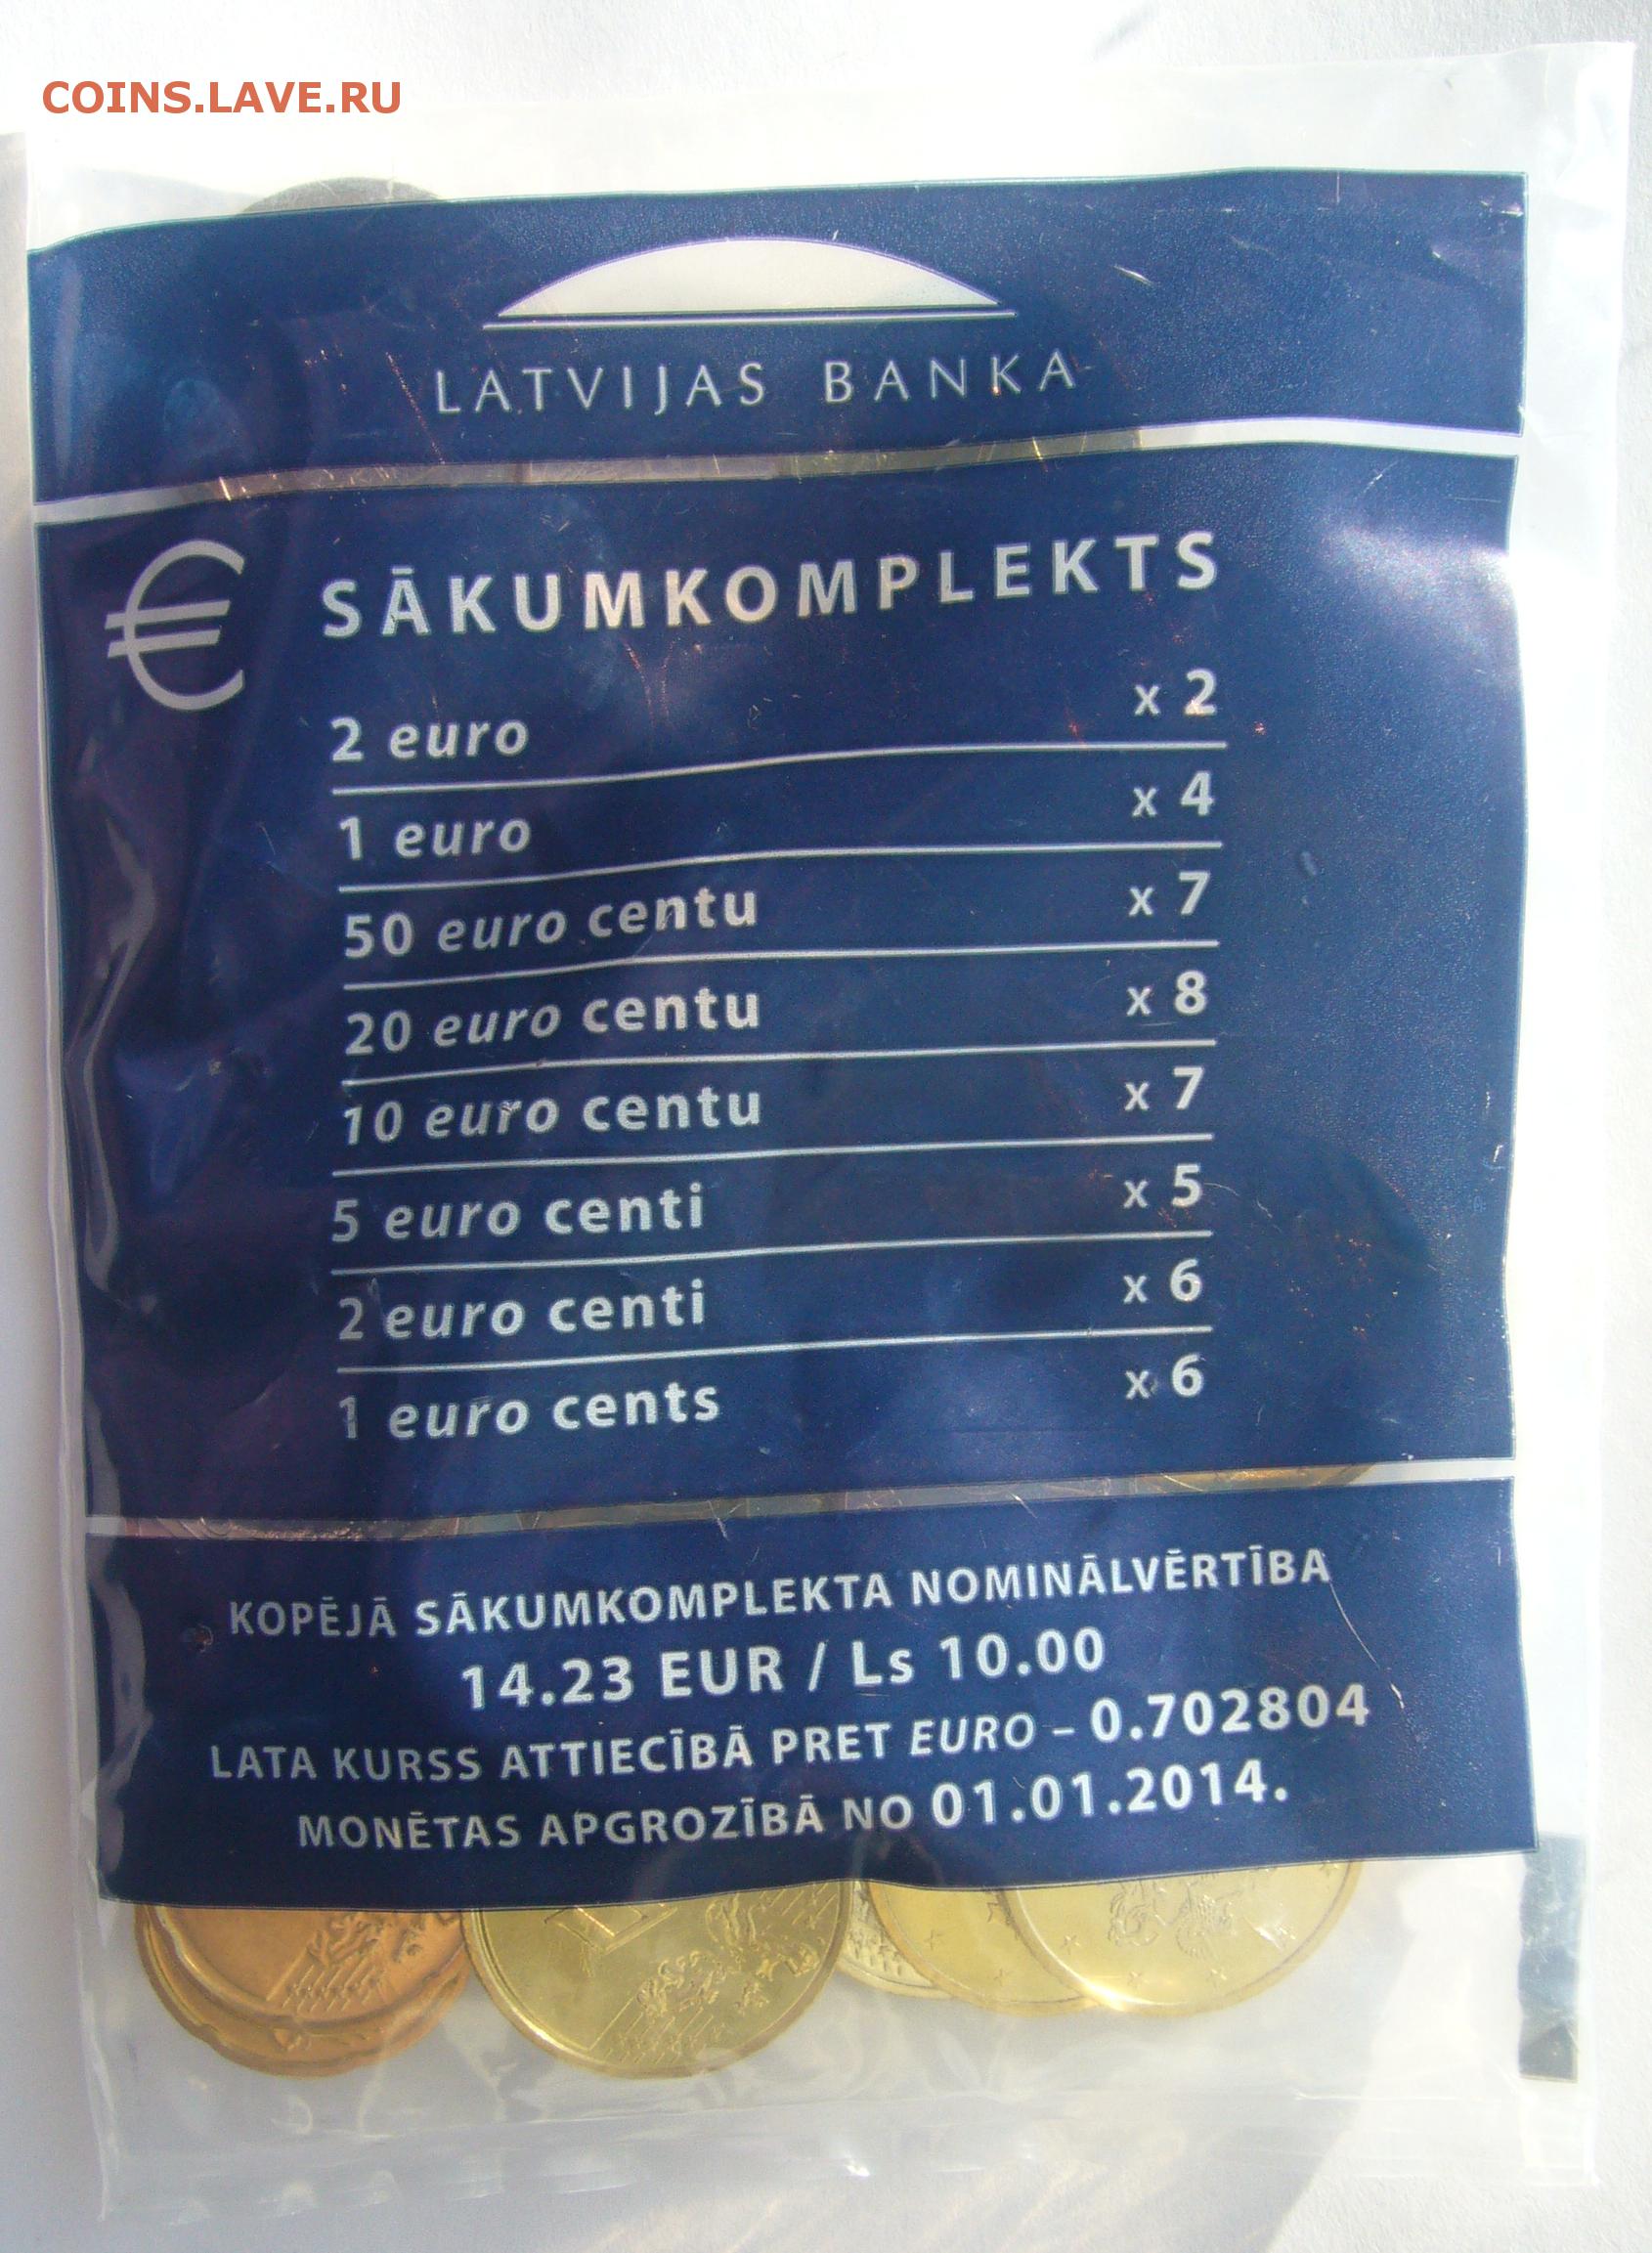 COINS.LAVE.RU
LATVIJAS BANKA
€ SĀKUMKOMPLEKTS
2 euro x 2
1 euro x 4
50 euro centu x 7
20 euro centu x 8
10 euro centu x 7
5 euro centi x 5
2 euro centi x 6
1 euro cents x 6
KOPĒJĀ SĀKUMKOMPLEKTA NOMINĀLVĒRTĪBA
14.23 EUR / Ls 10.00
LATA KURSS ATTIECĪBĀ PRET EURO – 0.702804
MONĒTAS APGROZĪBĀ NO 01.01.2014.